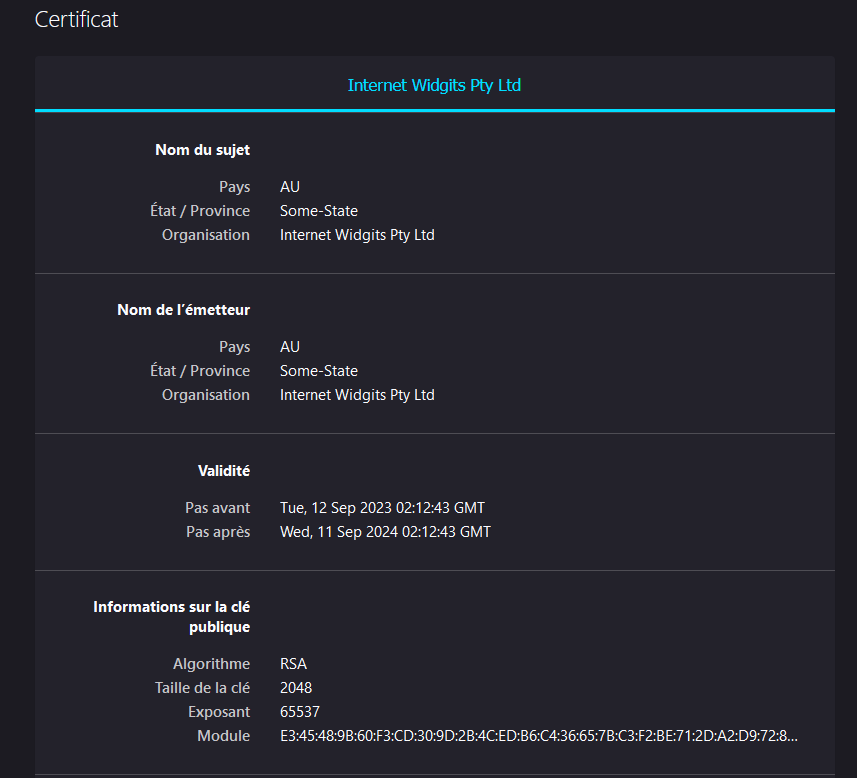 Certificat
Internet Widgits Pty Ltd
Nom du sujet
Pays AU
État / Province Some-State
Organisation Internet Widgits Pty Ltd
Nom de l’émetteur
Pays AU
État / Province Some-State
Organisation Internet Widgits Pty Ltd
Validité
Pas avant Tue, 12 Sep 2023 02:12:43 GMT
Pas après Wed, 11 Sep 2024 02:12:43 GMT
Informations sur la clé
publique
Algorithme RSA
Taille de la clé 2048
Exposant 65537
Module E3:45:48:9B:60:F3:CD:30:9D:2B:4C:ED:B6:C4:36:65:7B:C3:F2:BE:71:2D:A2:D9:72:8...